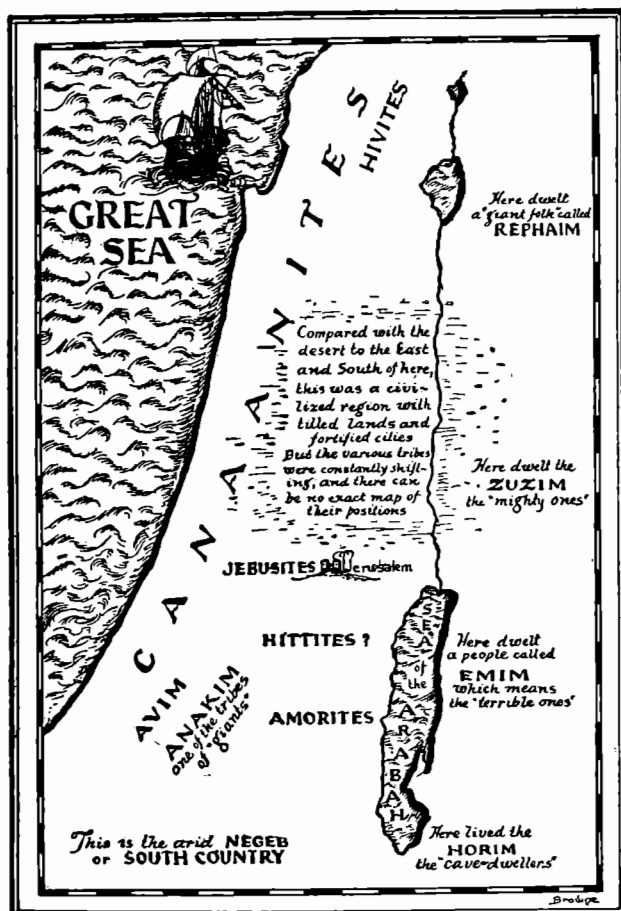 GREAT
SEA
CANAANITES
HIVITES
Here dwelt
a "giant folk" called
REPHAIM
Compared with the
desert to the East
and South of here,
this was a civi-
lized region with
tilled lands and
fortified cities
But the various tribes
were constantly shift-
ing, and there can
be no exact map of
their positions
Here dwelt the
ZUZIM
the "mighty ones"
JEBUSITES Jerusalem
HITTITES ?
SEA of the ARABAH
Here dwelt
a people called
EMIM
which means
the "terrible ones"
AVIM
ANAKIM
one of the tribes
of giants"
AMORITES
This is the arid NEGEB
or SOUTH COUNTRY
Here lived the
HORIM
the "cave-dwellers"